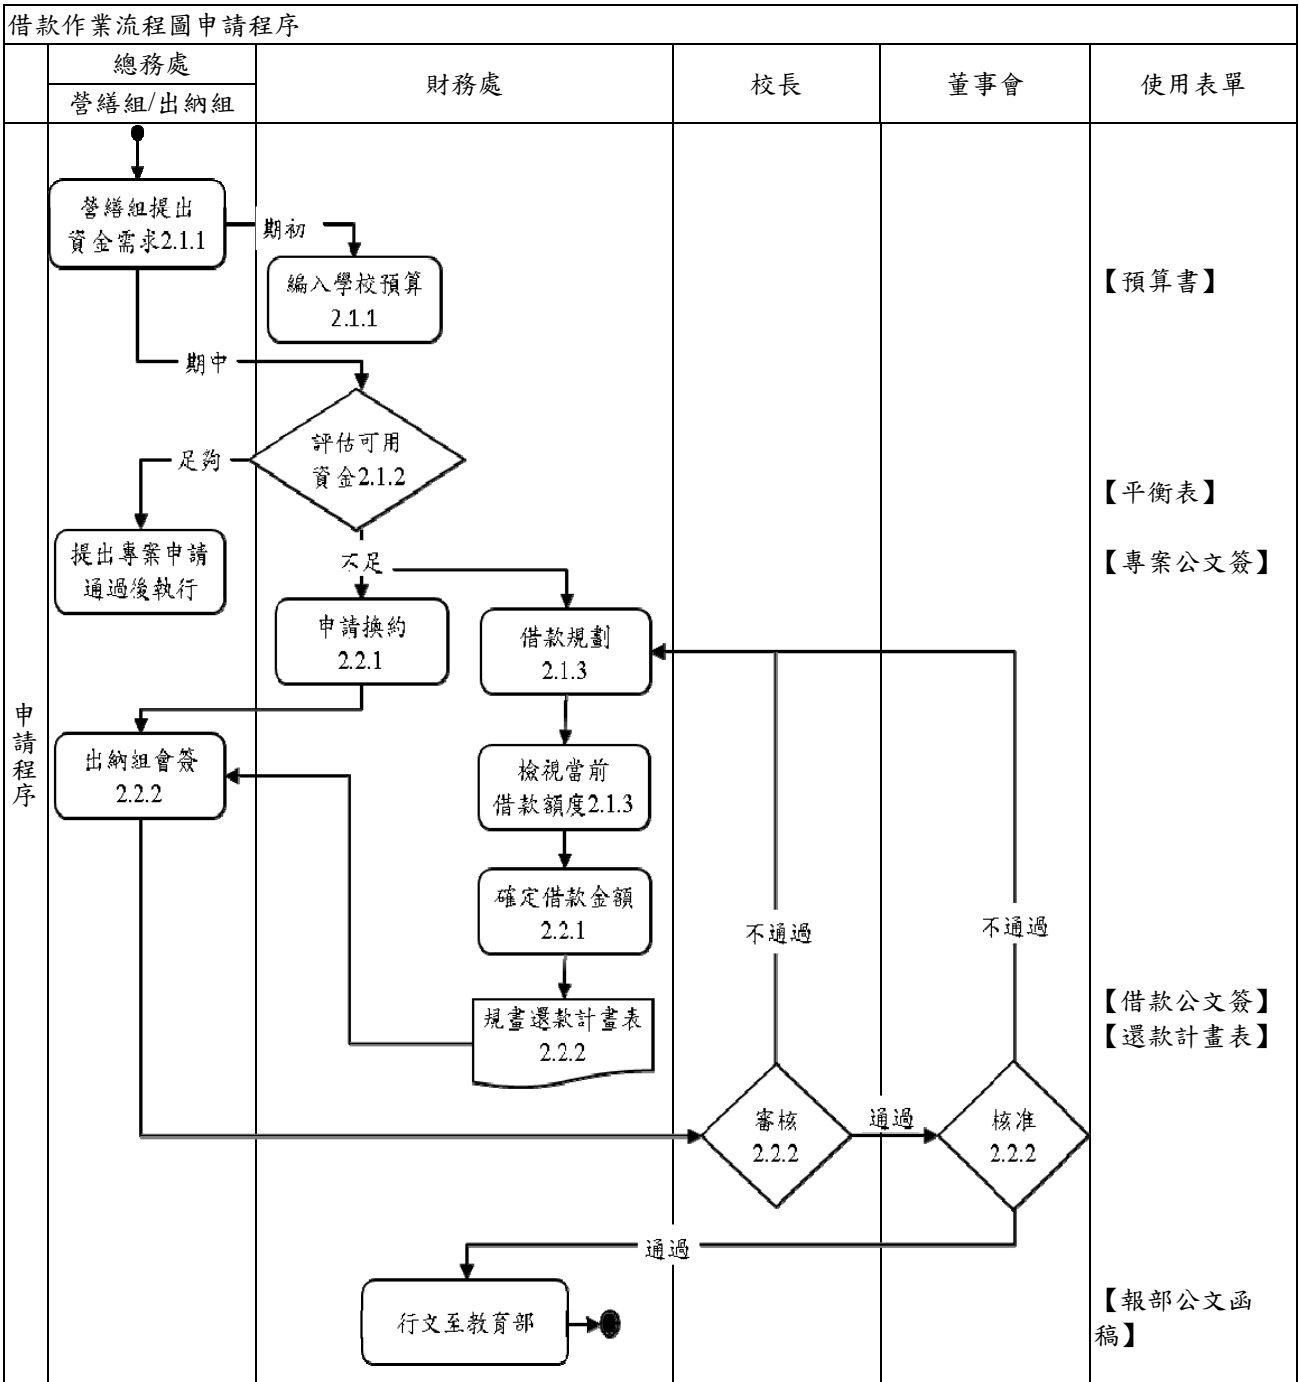 借款作業流程圖申請程序
總務處
營繕組/出納組
財務處
校長
董事會
使用表單
申請程序
營繕組提出
資金需求2.1.1
期初
編入學校預算
2.1.1
【預算書】
期中
評估可用
資金2.1.2
足夠
【平衡表】
提出專案申請
通過後執行
不足
【專案公文簽】
申請換約
2.2.1
借款規劃
2.1.3
出納組會簽
2.2.2
檢視當前
借款額度2.1.3
確定借款金額
2.2.1
不通過
不通過
規畫還款計畫表
2.2.2
【借款公文簽】
【還款計畫表】
審核
2.2.2
通過
核准
2.2.2
通過
行文至教育部
【報部公文函
稿】